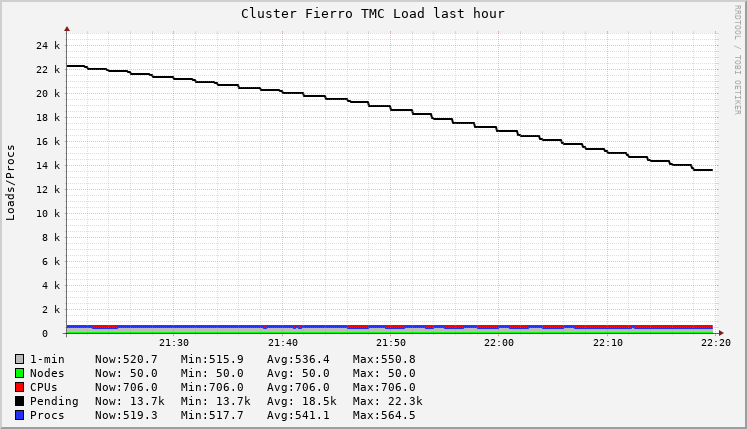 Cluster Fierro TMC Load last hour
RRDTOOL / TOBI OETIKER
Loads/Procs
24 k
22 k
20 k
18 k
16 k
14 k
12 k
10 k
8 k
6 k
4 k
2 k
0
21:30 21:40 21:50 22:00 22:10 22:20
1-min Now:520.7 Min:515.9 Avg:536.4 Max:550.8
Nodes Now: 50.0 Min: 50.0 Avg: 50.0 Max: 50.0
CPUs Now:706.0 Min:706.0 Avg:706.0 Max:706.0
Pending Now: 13.7k Min: 13.7k Avg: 18.5k Max: 22.3k
Procs Now:519.3 Min:517.7 Avg:541.1 Max:564.5